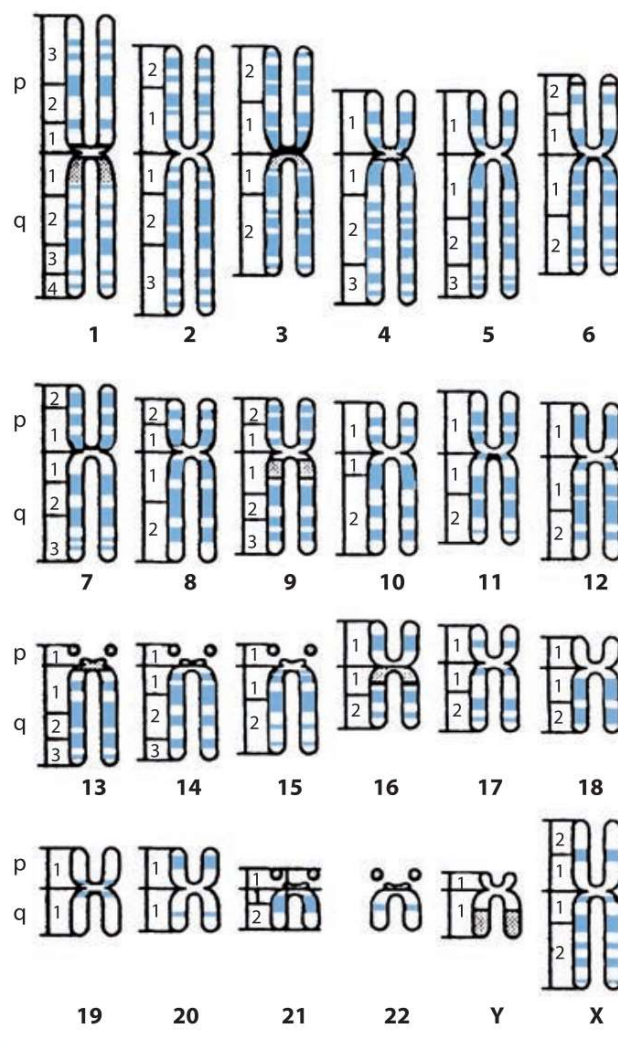 3 2 2 2
p 2 1 1 1 1 1
1
1 1 1 1 1 1
q 2 2 2 2 2 2
3 3 3 3
4
1 2 3 4 5 6
2 2 2
p 1 1 1 1 1 1
1 1 1 1 1 1
q 2 2 2 2 2 2
3 3
7 8 9 10 11 12
p 1 1 1 1 1 1
1 1 1 1 1 1
q 2 2 2 2 2 2
3 3
13 14 15 16 17 18
2
p 1 1 1 1 1
q 1 1 2 1 1
2
19 20 21 22 Y X